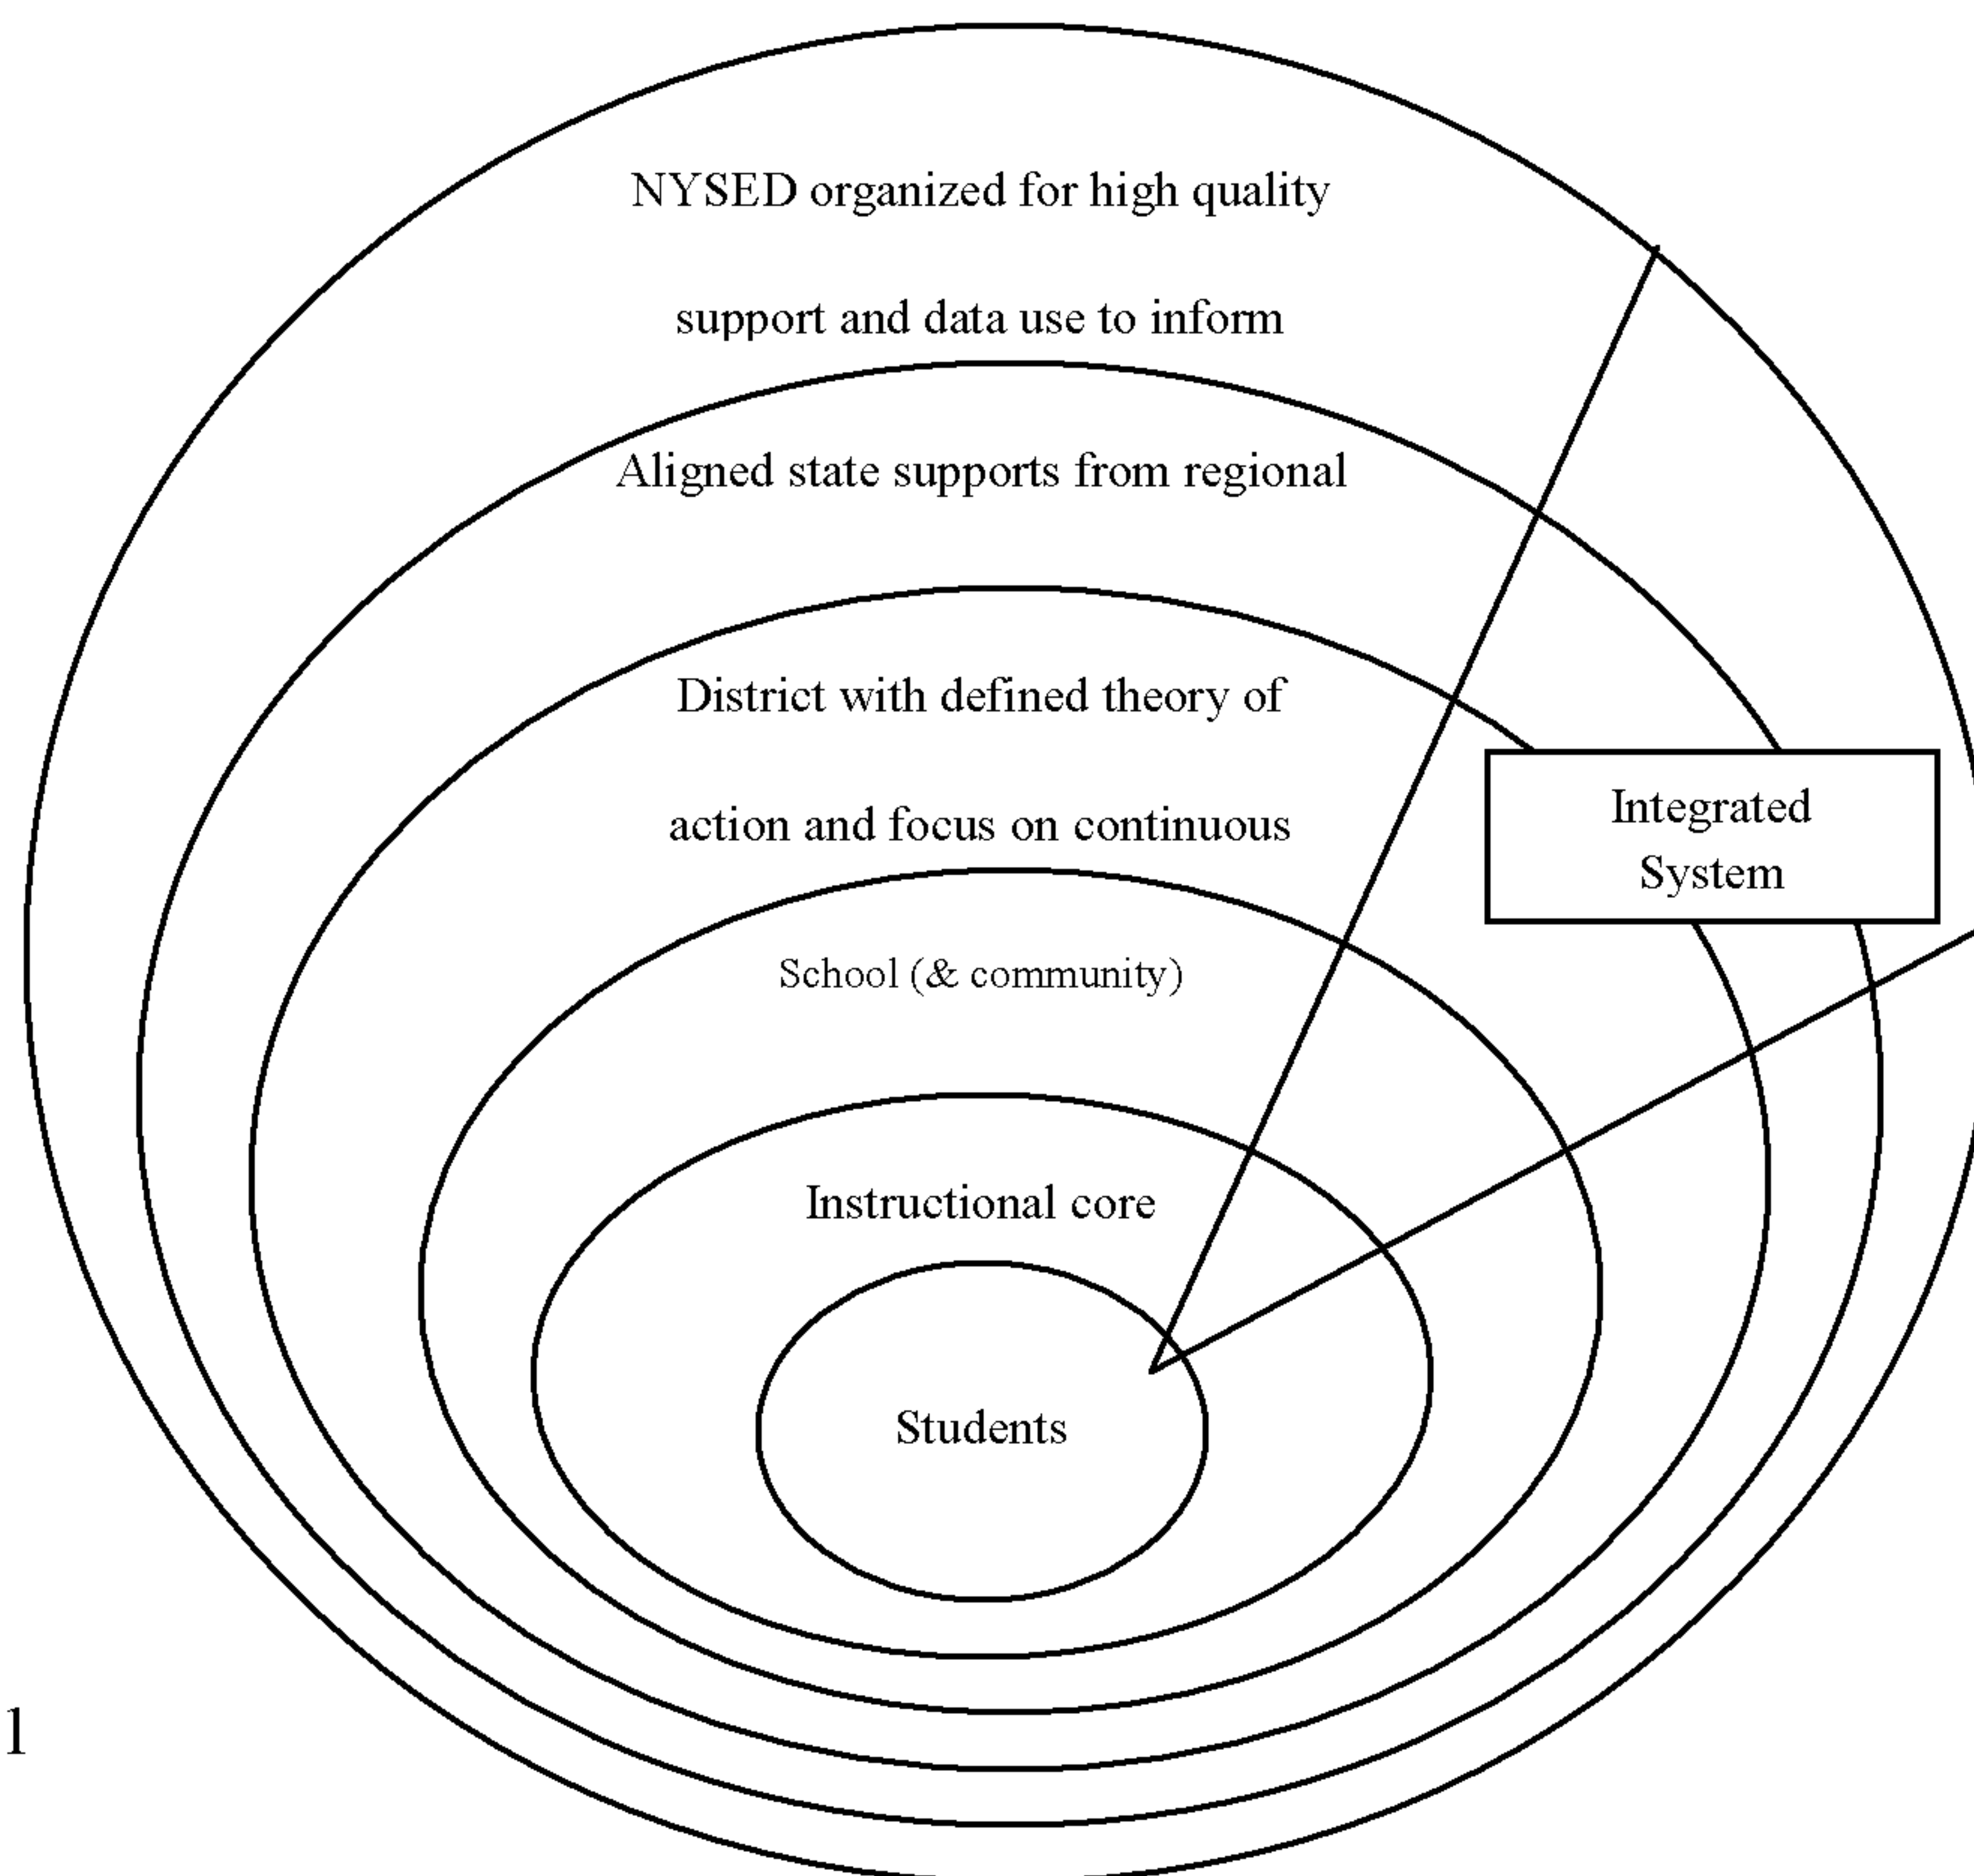 NYSED organized for high quality
support and data use to inform
Aligned state supports from regional
District with defined theory of
action and focus on continuous
Integrated
System
School (& community)
Instructional core
Students
1